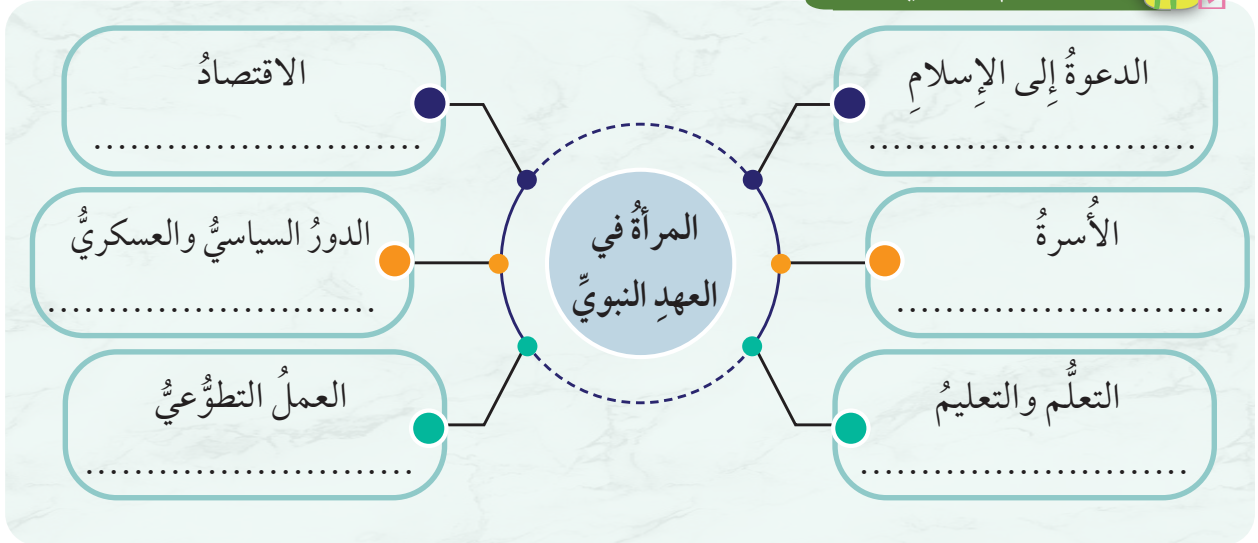 الدعوةُ إِلى الإِسلامِ
..........................
الأُسرةُ
..........................
التعلُّم والتعليمُ
..........................
المرأةُ في
العهدِ النبويِّ
الاقتصادُ
..........................
الدورُ السياسيُّ والعسكريُّ
..........................
العملُ التطوُّعيُّ
..........................